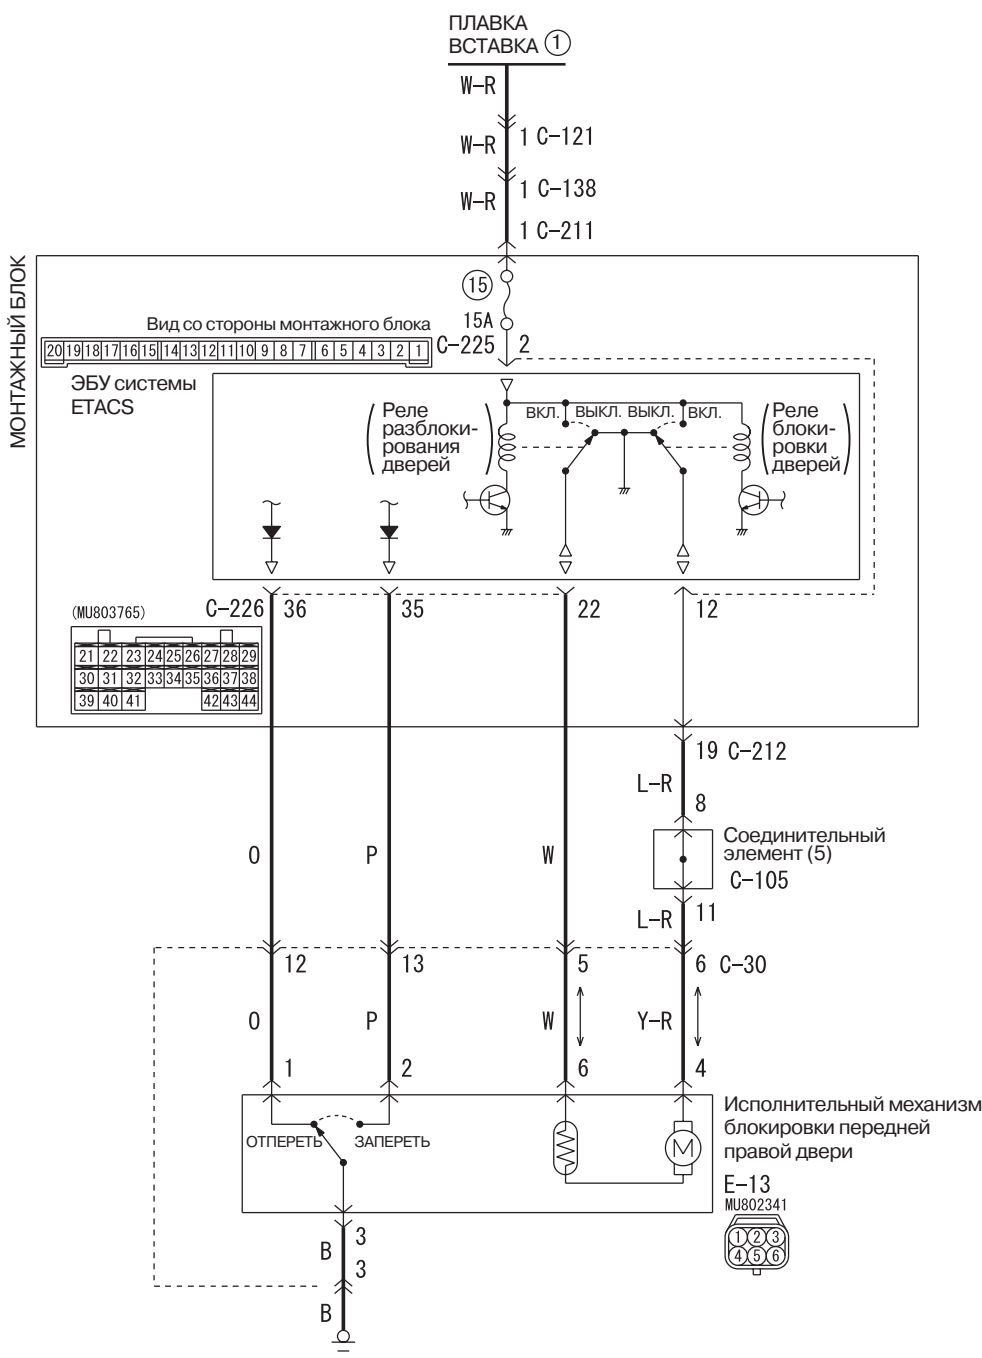 ПЛАВКА
ВСТАВКА 1
W-R
1 C-121
W-R
1 C-138
W-R
1 C-211
МОНТАЖНЫЙ БЛОК
15
15A
Вид со стороны монтажного блока
20 19 18 17 16 15 14 13 12 11 10 9 8 7 6 5 4 3 2 1
C-225 2
ЭБУ системы
ETACS
Реле
разблоки-
рования
дверей
ВКЛ. ВЫКЛ. ВЫКЛ. ВКЛ.
Реле
блоки-
ровки
дверей
(MU803765)
C-226 36 35 22 12
21 22 23 24 25 26 27 28 29
30 31 32 33 34 35 36 37 38
39 40 41 42 43 44
19 C-212
L-R
8
Соединительный
элемент (5)
C-105
O P W
L-R 11
12 13 5 6 C-30
O P W Y-R
1 2 6 4
ОТПЕРЕТЬ ЗАПЕРЕТЬ
M
Исполнительный механизм
блокировки передней
правой двери
E-13
MU802341
1 2 3
4 5 6
3
B
3
B